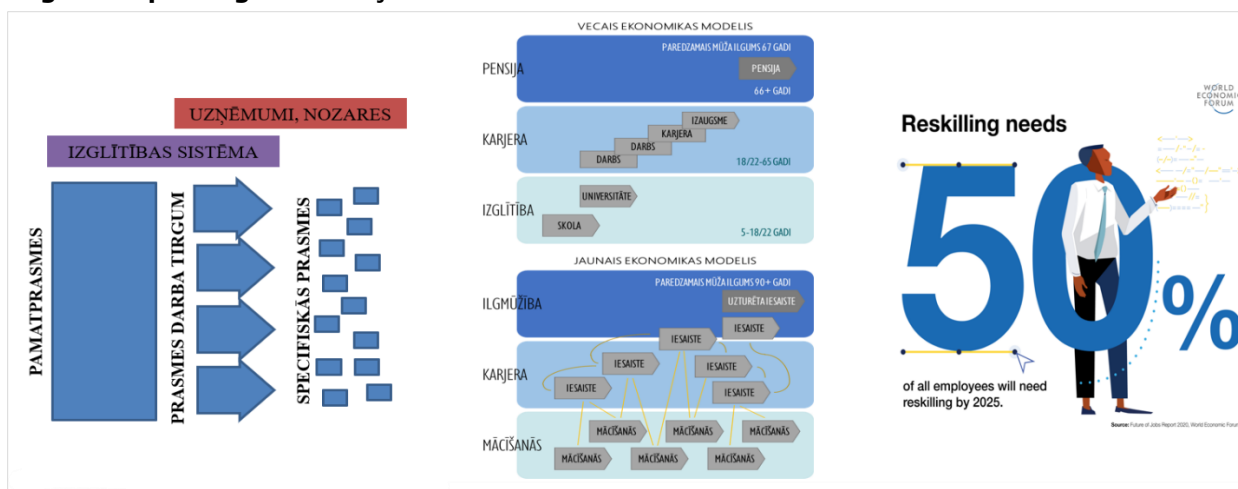 UZŅĒMUMI, NOZARES
IZGLĪTĪBAS SISTĒMA
PAMATPRASMES
PRASMES DARBA TIRGUM
SPECIFISKĀS PRASMES
VECAIS EKONOMIKAS MODELIS
PAREDZAMAIS MŪŽA ILGUMS 67 GADI
PENSIJA
PENSIJA
66+ GADI
IZAUGSME
KARJERA
KARJERA
DARBS
DARBS
18/22-65 GADI
UNIVERSITĀTE
IZGLĪTĪBA
SKOLA
5-18/22 GADI
JAUNAIS EKONOMIKAS MODELIS
PAREDZAMAIS MŪŽA ILGUMS 90+ GADI
ILGMŪŽĪBA
UZTURĒTA IESAISTE
IESAISTE
IESAISTE
IESAISTE
IESAISTE
KARJERA
IESAISTE
IESAISTE
MĀCĪŠANĀS
MĀCĪŠANĀS
MĀCĪŠANĀS
MĀCĪŠANĀS
MĀCĪŠANĀS
MĀCĪŠANĀS
MĀCĪŠANĀS
WORLD
ECONOMIC
FORUM
Reskilling needs
50%
of all employees will need
reskilling by 2025.
Source: Future of Jobs Report 2020, World Economic Forum